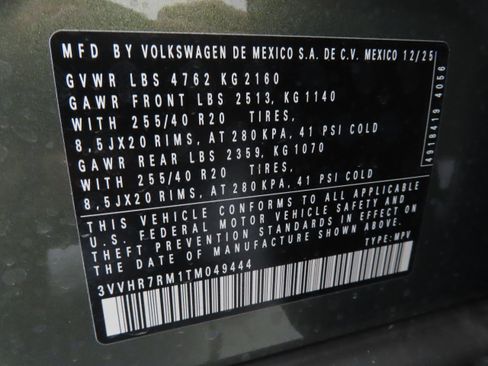 MFD BY VOLKSWAGEN DE MEXICO S.A. DE C.V. MEXICO 12/25
GVWR LBS 4762 KG 2160
GAWR FRONT LBS 2513, KG 1140
WITH 255/40 R20 TIRES,
8,5JX20 RIMS, AT 280 KPA, 41 PSI COLD
GAWR REAR LBS 2359, KG 1070
WITH 255/40 R20 TIRES,
8,5JX20 RIMS, AT 280 KPA, 41 PSI COLD
THIS VEHICLE CONFORMS TO ALL APPLICABLE
U.S. FEDERAL MOTOR VEHICLE SAFETY AND
THEFT PREVENTION STANDARDS IN EFFECT ON
THE DATE OF MANUFACTURE SHOWN ABOVE.
3VVHR7RM1TM049444 TYPE: MPV
4918419 4056